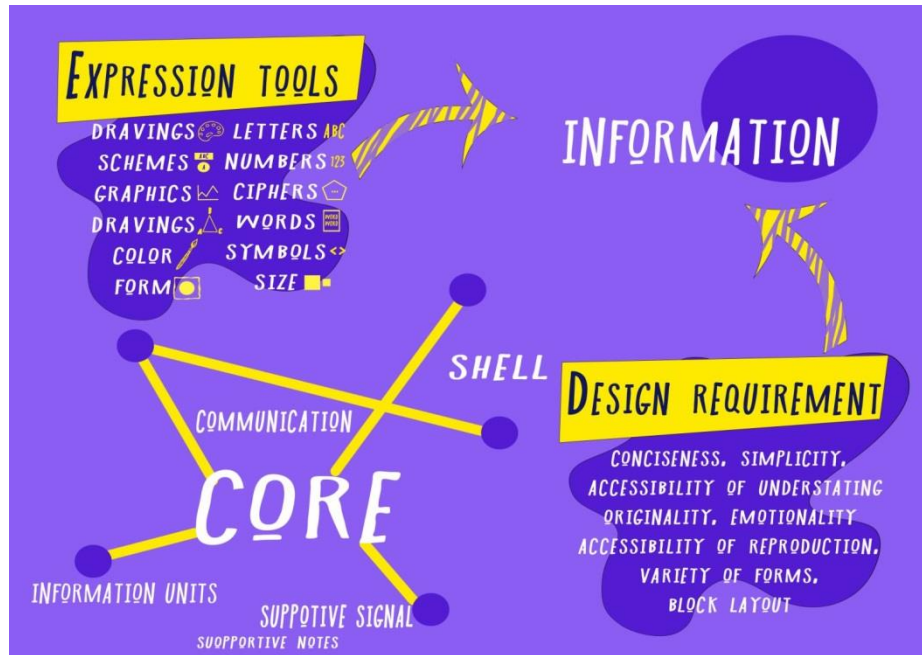 EXPRESSION TOOLS
DRAVINGS LETTERS ABC
SCHEMES NUMBERS 123
GRAPHICS CIPHERS
DRAVINGS WORDS
COLOR SYMBOLS <>
FORM SIZE
INFORMATION
SHELL
COMMUNICATION
CORE
INFORMATION UNITS
SUPPOTIVE SIGNAL
SUOPPORTIVE NOTES
DESIGN REQUIREMENT
CONCISENESS, SIMPLICITY,
ACCESSIBILITY OF UNDERSTATING
ORIGINALITY, EMOTIONALITY
ACCESSIBILITY OF REPRODUCTION,
VARIETY OF FORMS,
BLOCK LAYOUT